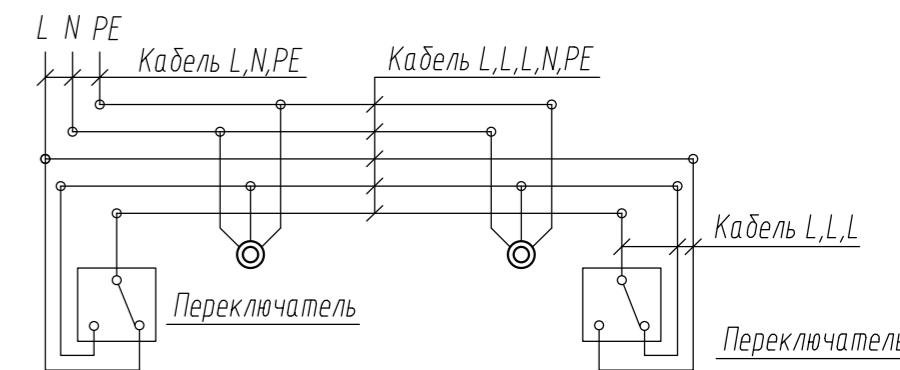 L N PE
Кабель L,N,PE
Кабель L,L,L,N,PE
Кабель L,L,L
Переключатель
Переключатель